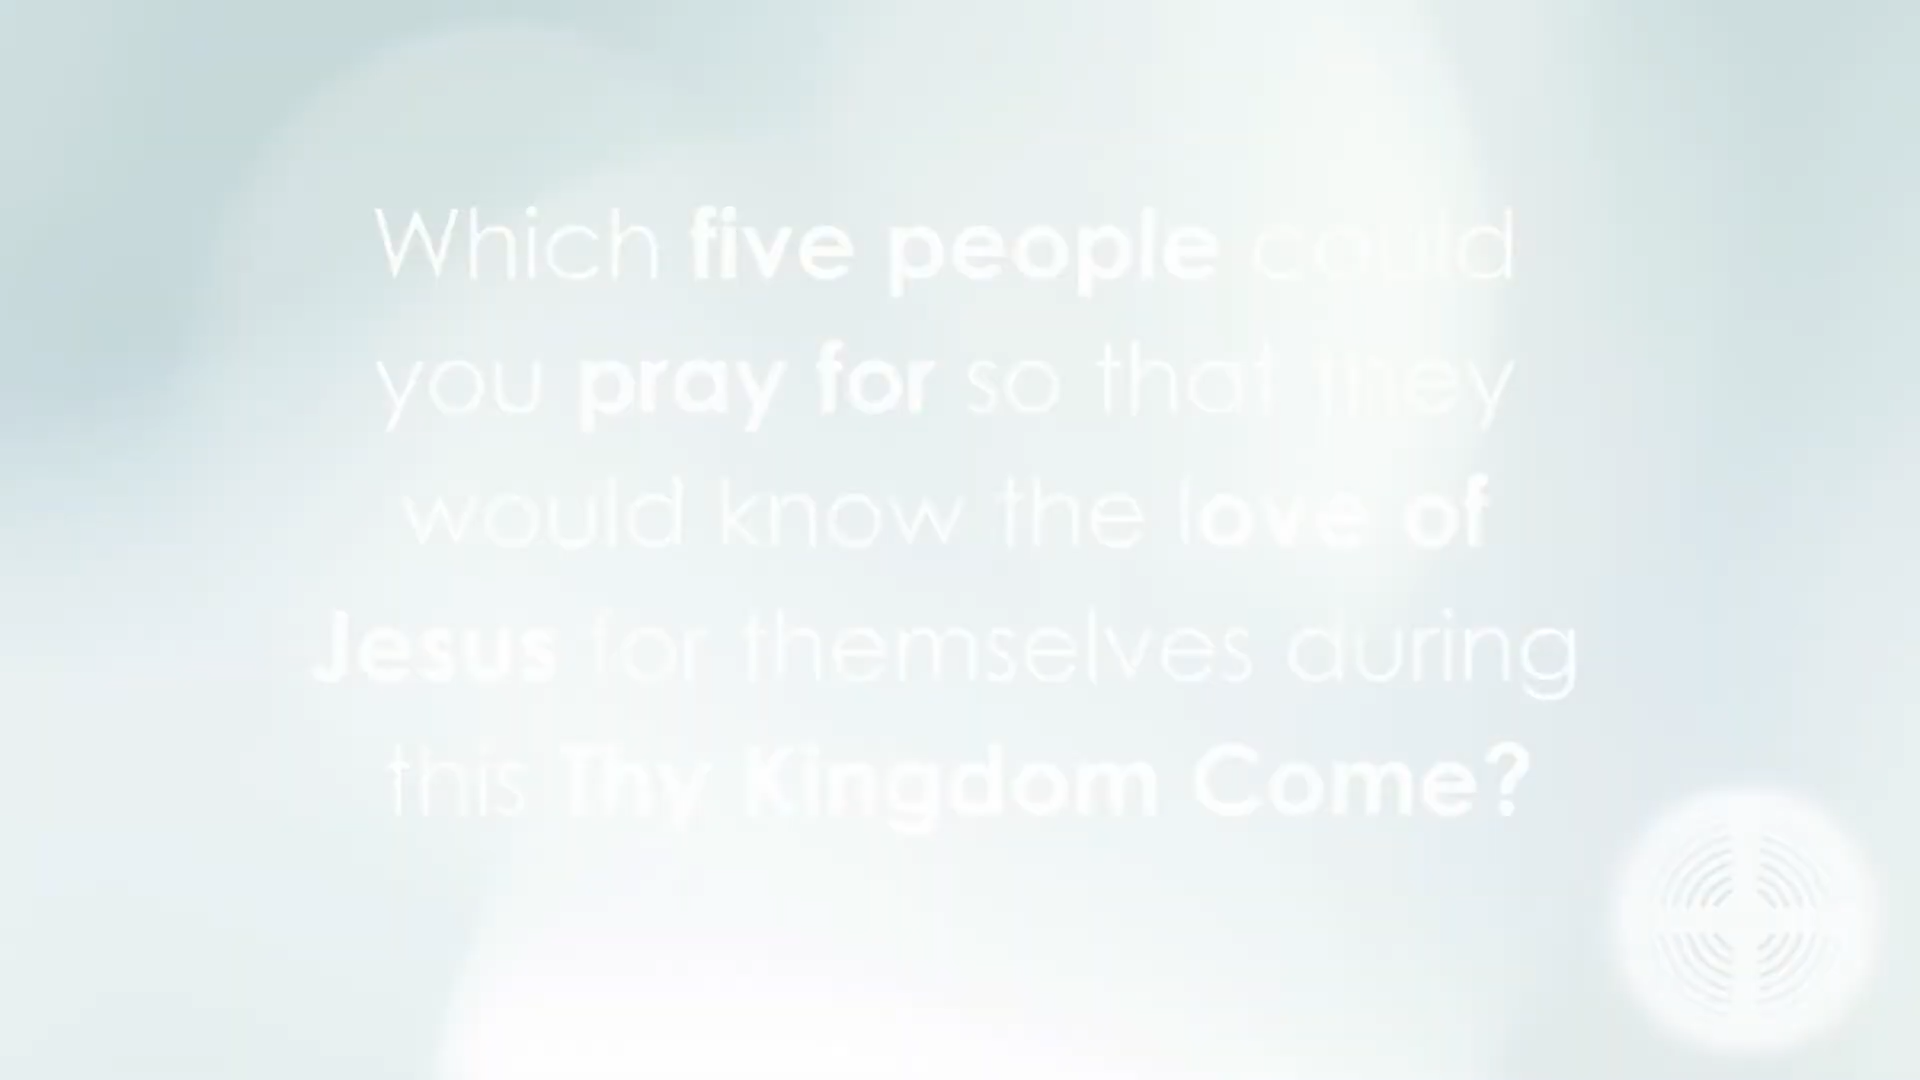 Which five people could
you pray for so that they
would know the love of
Jesus for themselves during
this Thy Kingdom Come?